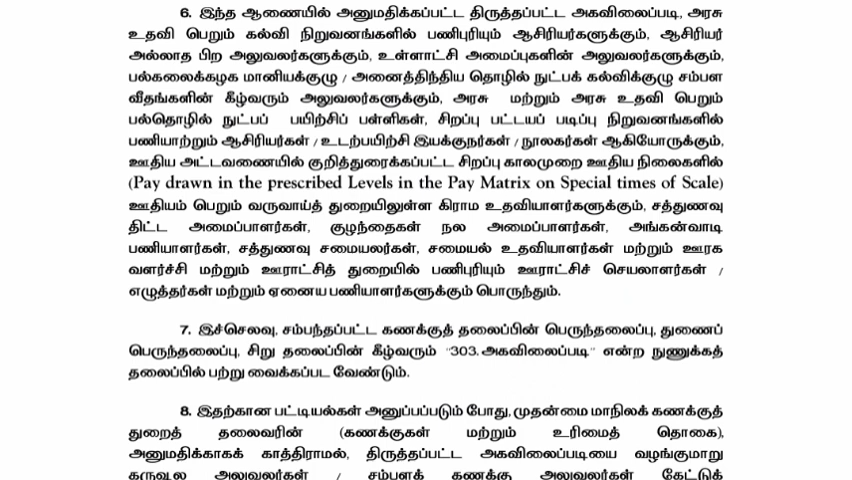 6. இந்த ஆணையில் அனுமதிக்கப்பட்ட திருத்தப்பட்ட அகவிலைப்படி, அரசு
உதவி பெறும் கல்வி நிறுவனங்களில் பணிபுரியும் ஆசிரியர்களுக்கும், ஆசிரியர்
அல்லாத பிற அலுவலர்களுக்கும், உள்ளாட்சி அமைப்புகளின் அலுவலர்களுக்கும்,
பல்கலைக்கழக மானியக்குழு / அனைத்திந்திய தொழில் நுட்பக் கல்விக்குழு சம்பள
வீதங்களின் கீழ்வரும் அலுவலர்களுக்கும், அரசு மற்றும் அரசு உதவி பெறும்
பல்தொழில் நுட்பப் பயிற்சிப் பள்ளிகள், சிறப்பு பட்டயப் படிப்பு நிறுவனங்களில்
பணியாற்றும் ஆசிரியர்கள் / உடற்பயிற்சி இயக்குநர்கள் / நூலகர்கள் ஆகியோருக்கும்,
ஊதிய அட்டவணையில் குறித்துரைக்கப்பட்ட சிறப்பு காலமுறை ஊதிய நிலைகளில்
(Pay drawn in the prescribed Levels in the Pay Matrix on Special times of Scale)
ஊதியம் பெறும் வருவாய்த் துறையிலுள்ள கிராம உதவியாளர்களுக்கும், சத்துணவு
திட்ட அமைப்பாளர்கள், குழந்தைகள் நல அமைப்பாளர்கள், அங்கன்வாடி
பணியாளர்கள், சத்துணவு சமையலர்கள், சமையல் உதவியாளர்கள் மற்றும் ஊரக
வளர்ச்சி மற்றும் ஊராட்சித் துறையில் பணிபுரியும் ஊராட்சிச் செயலாளர்கள் /
எழுத்தர்கள் மற்றும் ஏனைய பணியாளர்களுக்கும் பொருந்தும்.
7. இச்செலவு, சம்பந்தப்பட்ட கணக்குத் தலைப்பின் பெருந்தலைப்பு, துணைப்
பெருந்தலைப்பு, சிறு தலைப்பின் கீழ்வரும் "303. அகவிலைப்படி" என்ற நுணுக்கத்
தலைப்பில் பற்று வைக்கப்பட வேண்டும்.
8. இதற்கான பட்டியல்கள் அனுப்பப்படும் போது, முதன்மை மாநிலக் கணக்குத்
துறைத் தலைவரின் (கணக்குகள் மற்றும் உரிமைத் தொகை),
அனுமதிக்காகக் காத்திராமல், திருத்தப்பட்ட அகவிலைப்படியை வழங்குமாறு
கருவூல அலுவலர்கள் / சம்பளக் கணக்கு அலுவலர்கள் கேட்டுக்